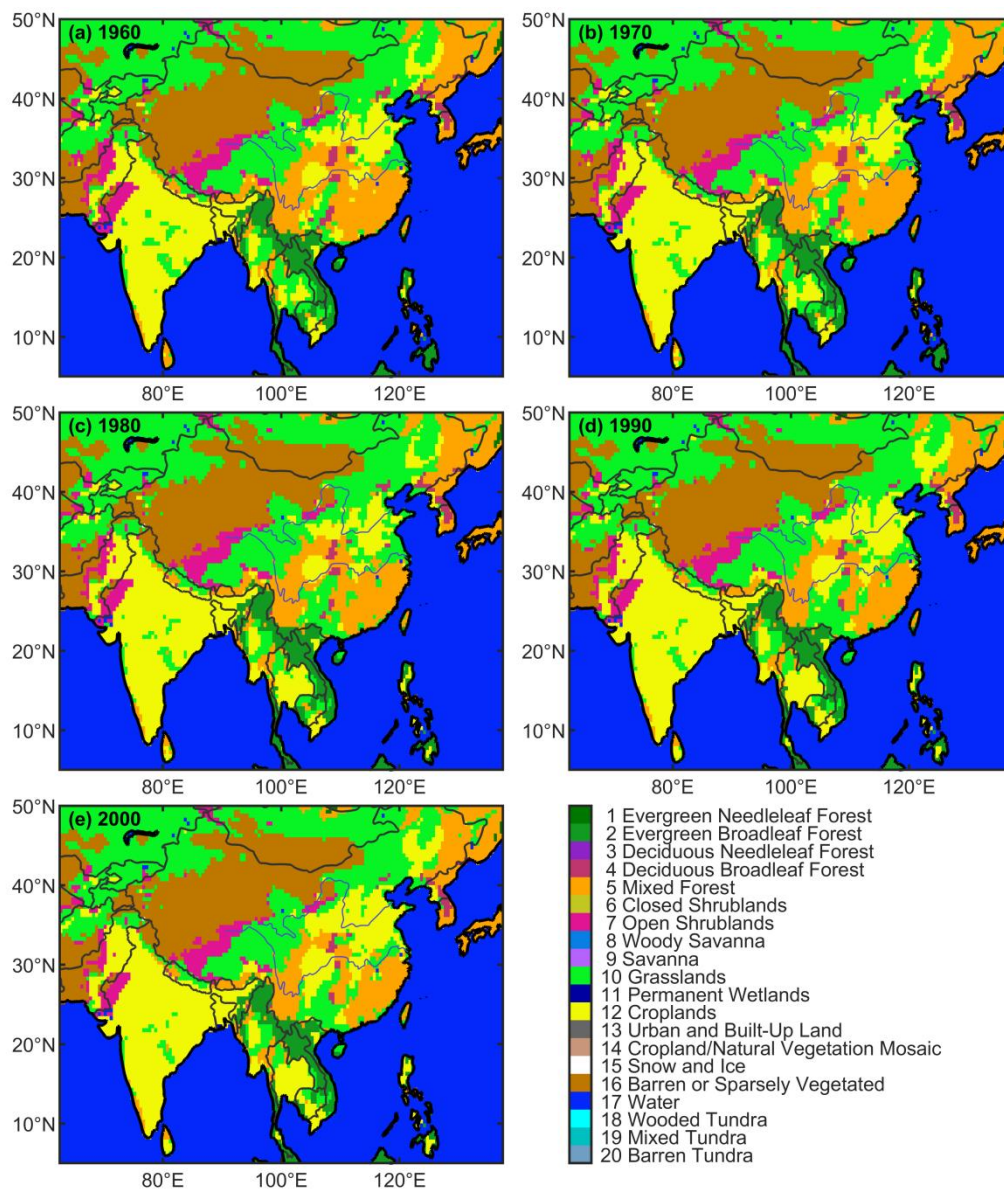 50°N
40°N
30°N
20°N
10°N
(a) 1960
80°E 100°E 120°E
50°N
40°N
30°N
20°N
10°N
(b) 1970
80°E 100°E 120°E
50°N
40°N
30°N
20°N
10°N
(c) 1980
80°E 100°E 120°E
50°N
40°N
30°N
20°N
10°N
(d) 1990
80°E 100°E 120°E
50°N
40°N
30°N
20°N
10°N
(e) 2000
80°E 100°E 120°E
1 Evergreen Needleleaf Forest
2 Evergreen Broadleaf Forest
3 Deciduous Needleleaf Forest
4 Deciduous Broadleaf Forest
5 Mixed Forest
6 Closed Shrublands
7 Open Shrublands
8 Woody Savanna
9 Savanna
10 Grasslands
11 Permanent Wetlands
12 Croplands
13 Urban and Built-Up Land
14 Cropland/Natural Vegetation Mosaic
15 Snow and Ice
16 Barren or Sparsely Vegetated
17 Water
18 Wooded Tundra
19 Mixed Tundra
20 Barren Tundra